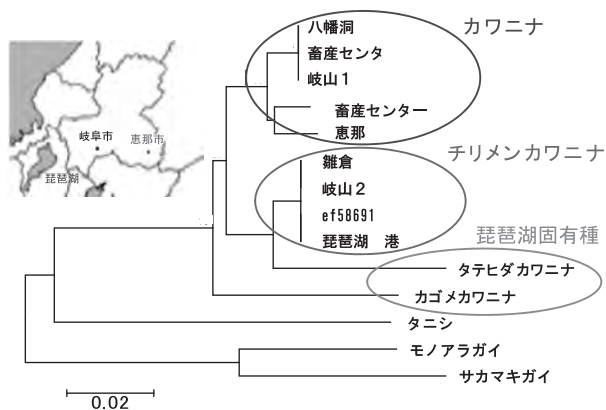 カワニナ
八幡洞
畜産センタ
岐山1
畜産センター
恵那
チリメンカワニナ
雛倉
岐山2
ef58691
琵琶湖 港
琵琶湖固有種
タテヒダカワニナ
カゴメカワニナ
タニシ
モノアラガイ
サカマキガイ
0.02
岐阜市
恵那市
琵琶湖